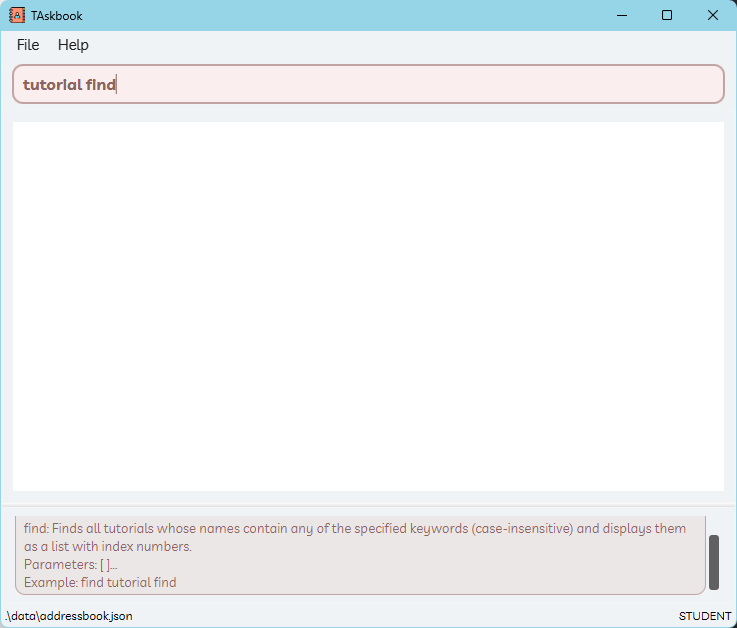 TAskbook
File Help
tutorial find
find: Finds all tutorials whose names contain any of the specified keywords (case-insensitive) and displays them
as a list with index numbers.
Parameters: [ ]...
Example: find tutorial find
.\data\addressbook.json STUDENT